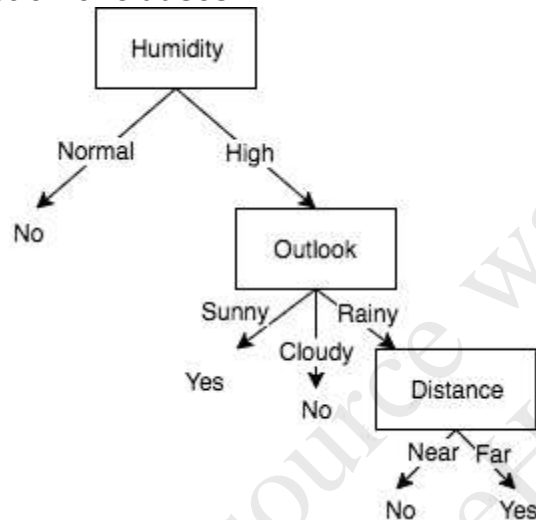 Humidity
Normal
High
No
Outlook
Sunny
Rainy
Cloudy
Yes
No
Distance
Near
Far
No
Yes